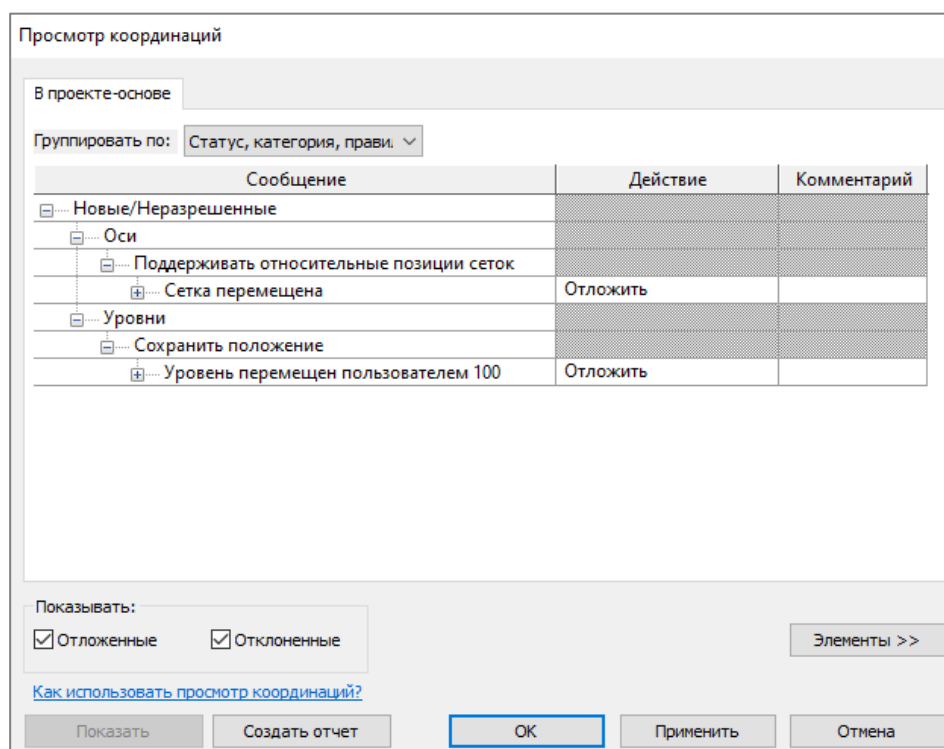 Просмотр координаций
В проекте-основе
Группировать по: Статус, категория, прави
Сообщение Действие Комментарий
Новые/Неразрешенные
Оси
Поддерживать относительные позиции сеток
Сетка перемещена Отложить
Уровни
Сохранить положение
Уровень перемещен пользователем 100 Отложить
Показывать:
Отложенные Отклоненные
Элементы >>
Как использовать просмотр координаций?
Показать Создать отчет ОК Применить Отмена